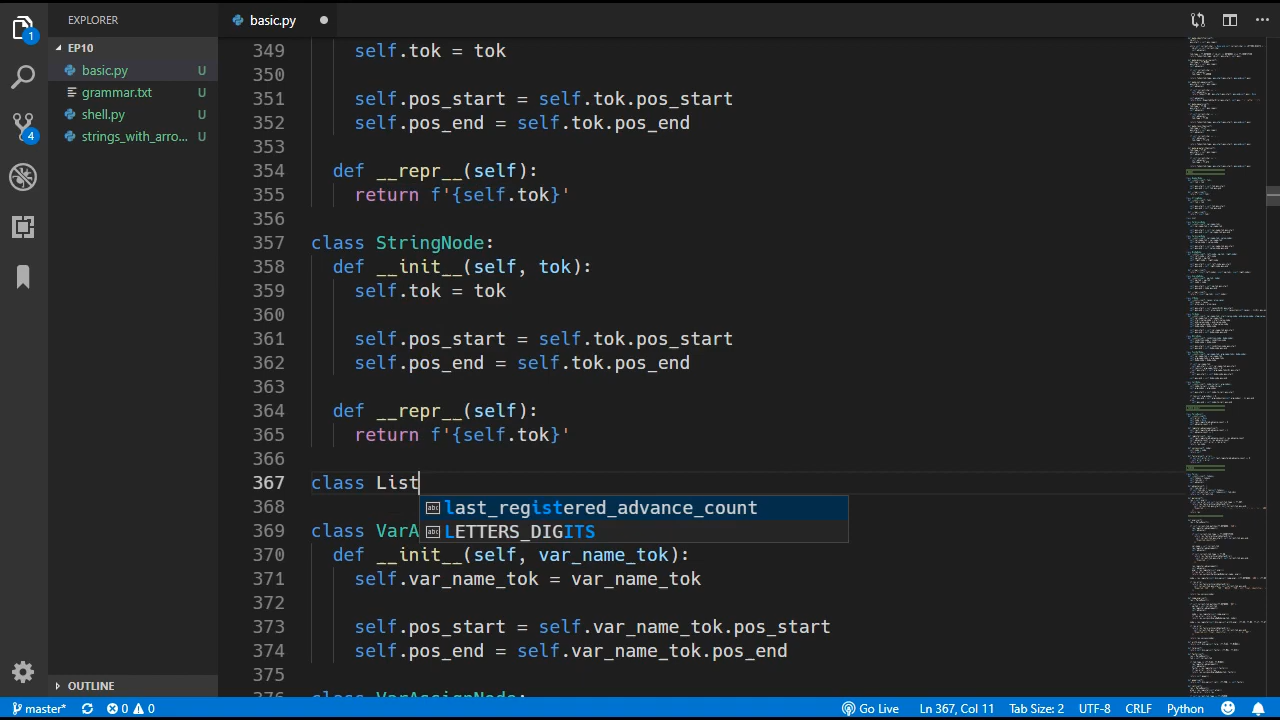 EXPLORER
basic.py
1
EP10
basic.py U
grammar.txt U
shell.py U
strings_with_arro... U
4
349 self.tok = tok
350
351 self.pos_start = self.tok.pos_start
352 self.pos_end = self.tok.pos_end
353
354 def __repr__(self):
355 return f'{self.tok}'
356
357 class StringNode:
358 def __init__(self, tok):
359 self.tok = tok
360
361 self.pos_start = self.tok.pos_start
362 self.pos_end = self.tok.pos_end
363
364 def __repr__(self):
365 return f'{self.tok}'
366
367 class List
368 last_registered_advance_count
LETTERS_DIGITS
369 class VarA
370 def __init__(self, var_name_tok):
371 self.var_name_tok = var_name_tok
372
373 self.pos_start = self.var_name_tok.pos_start
374 self.pos_end = self.var_name_tok.pos_end
375
376 class VarAssignNode:
OUTLINE
master* 0 0 Go Live Ln 367, Col 11 Tab Size: 2 UTF-8 CRLF Python